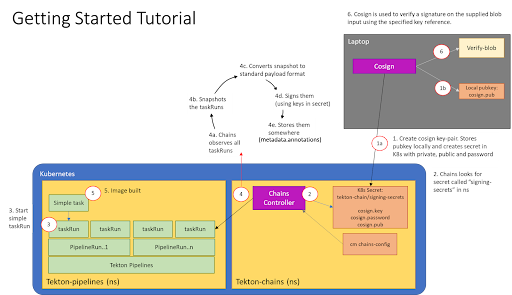 Getting Started Tutorial
6. Cosign is used to verify a signature on the supplied blob
input using the specified key reference.
Laptop
Cosign
6
Verify-blob
1b
Local pubkey
cosign.pub
4c. Converts snapshot to
standard payload format
4b. Snapshots
the taskRuns
4d. Signs them
(using keys in secret)
4a. Chains
observes all
taskRuns
4e. Stores them
somewhere
(metadata.annotations)
1a
1. Create cosign key-pair. Stores
pubkey locally and creates secret in
K8s with private, public and password
2. Chains looks for
secret called "signing-
secrets" in ns
3. Start
simple
taskRun
Kubernetes
5
5. Image built
Simple task
3
taskRun
taskRun
taskRun
taskRun
PipelineRun..1
PipelineRun..n
Tekton Pipelines
Tekton-pipelines (ns)
4
Chains
Controller
2
K8s Secret:
tekton-chain/signing-secrets
cosign.key
cosign.password
cosign.pub
cm chains-config
Tekton-chains (ns)